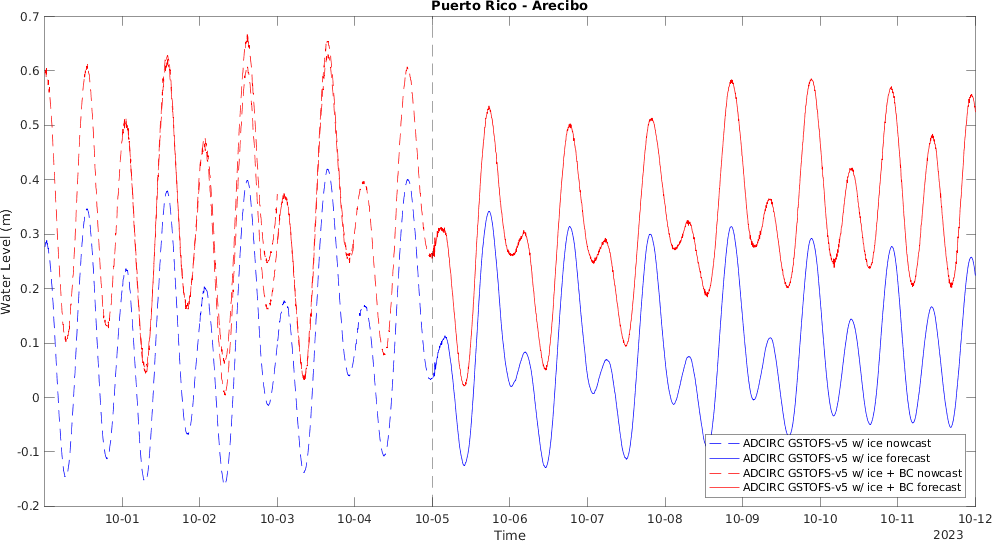 Puerto Rico - Arecibo
0.7
0.6
0.5
0.4
0.3
0.2
0.1
0
-0.1
-0.2
Water Level (m)
ADCIRC GSTOFS-v5 w/ ice nowcast
ADCIRC GSTOFS-v5 w/ ice forecast
ADCIRC GSTOFS-v5 w/ ice + BC nowcast
ADCIRC GSTOFS-v5 w/ ice + BC forecast
10-01 10-02 10-03 10-04 10-05 10-06 10-07 10-08 10-09 10-10 10-11 10-12
Time
2023